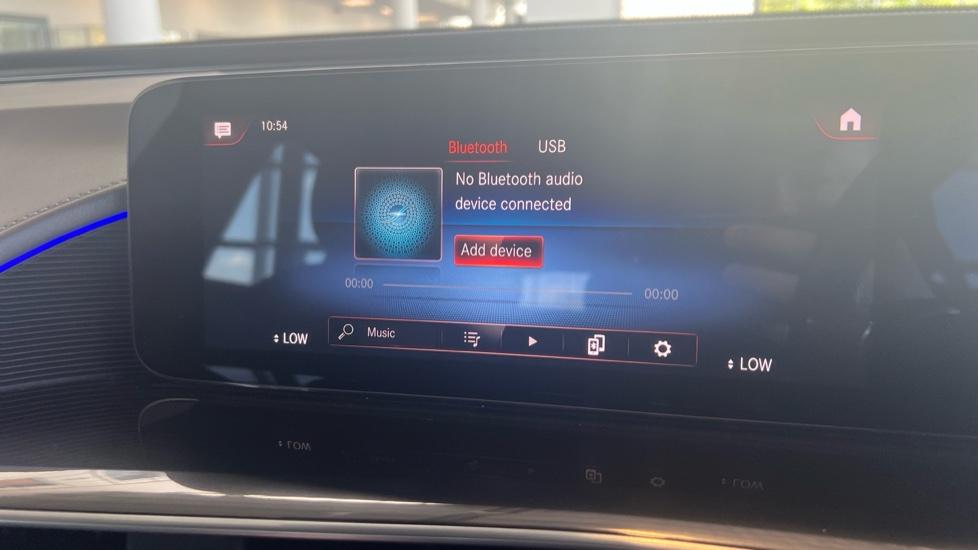 10:54
Bluetooth USB
No Bluetooth audio
device connected
Add device
00:00 00:00
Music
LOW LOW